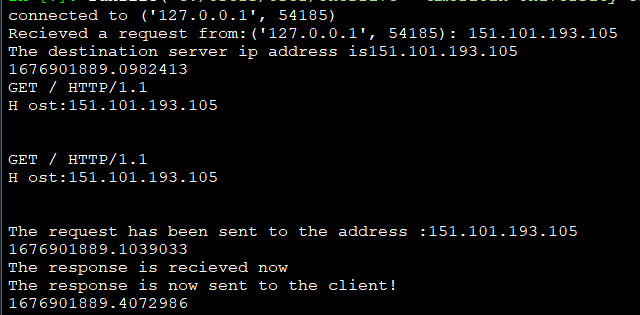 connected to ('127.0.0.1', 54185)
Recieved a request from:('127.0.0.1', 54185): 151.101.193.105
The destination server ip address is151.101.193.105
1676901889.0982413
GET / HTTP/1.1
H ost:151.101.193.105
GET / HTTP/1.1
H ost:151.101.193.105
The request has been sent to the address :151.101.193.105
1676901889.1039033
The response is recieved now
The response is now sent to the client!
1676901889.4072986